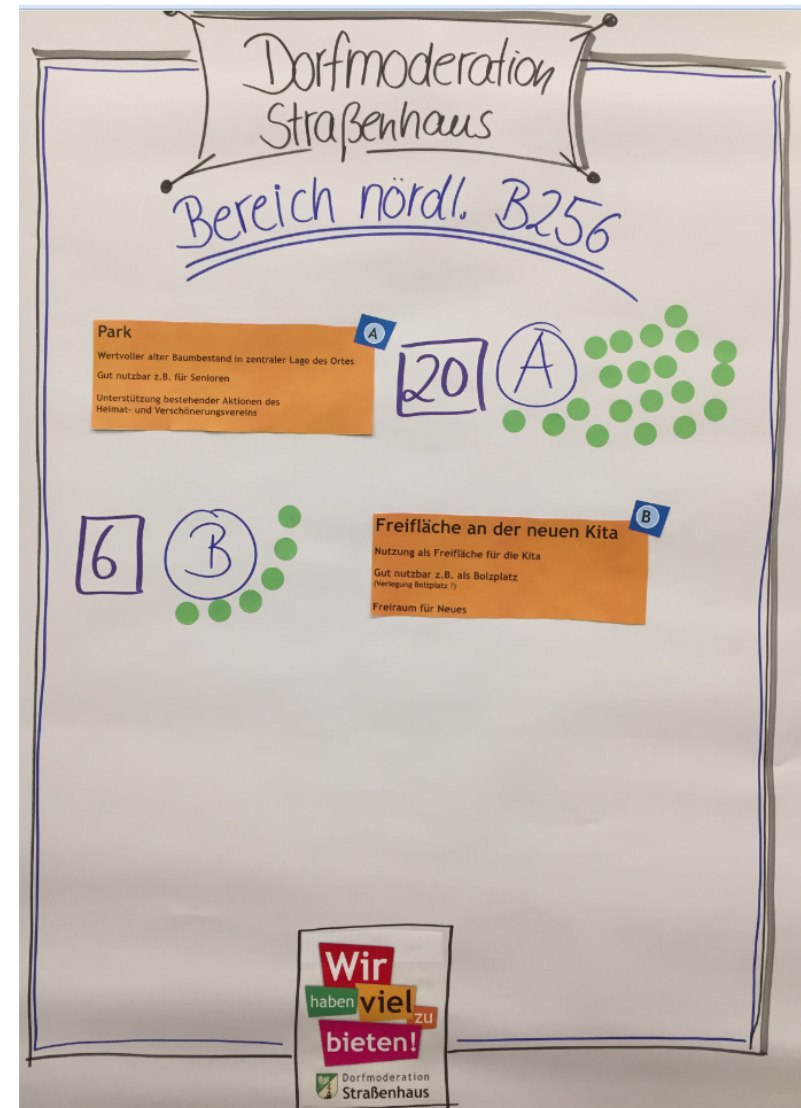 Dorfmoderation
Straßenhaus
Bereich nördl. B256
Park
A
Wertvoller alter Baumbestand in zentraler Lage des Ortes
Gut nutzbar z.B. für Senioren
Unterstützung bestehender Aktionen des
Heimat- und Verschönerungsvereins
20
A
6
B
Freifläche an der neuen Kita
B
Nutzung als Freifläche für die Kita
Gut nutzbar z.B. als Bolzplatz
(Verlegung Bolzplatz ?)
Freiraum für Neues
Wir
haben viel zu
bieten!
Dorfmoderation
Straßenhaus